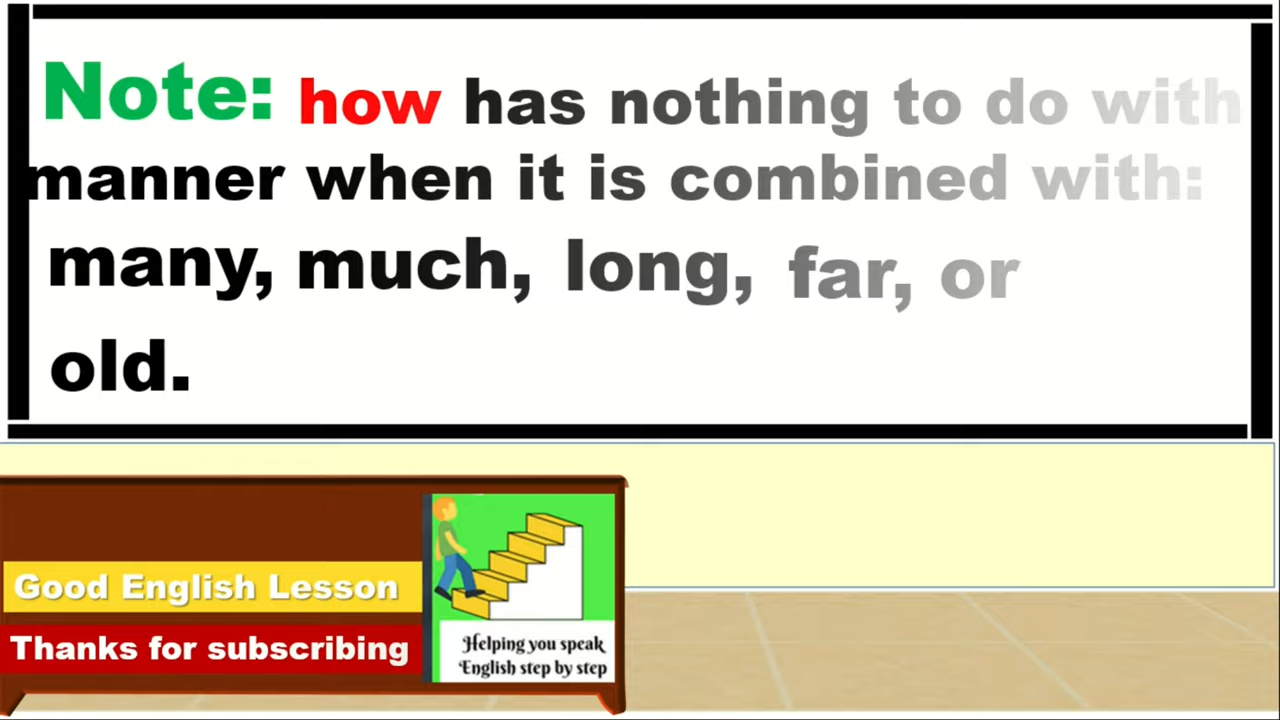 Note: how has nothing to do with
manner when it is combined with:
many, much, long, far, or
old.
Good English Lesson
Thanks for subscribing
Helping you speak
English step by step